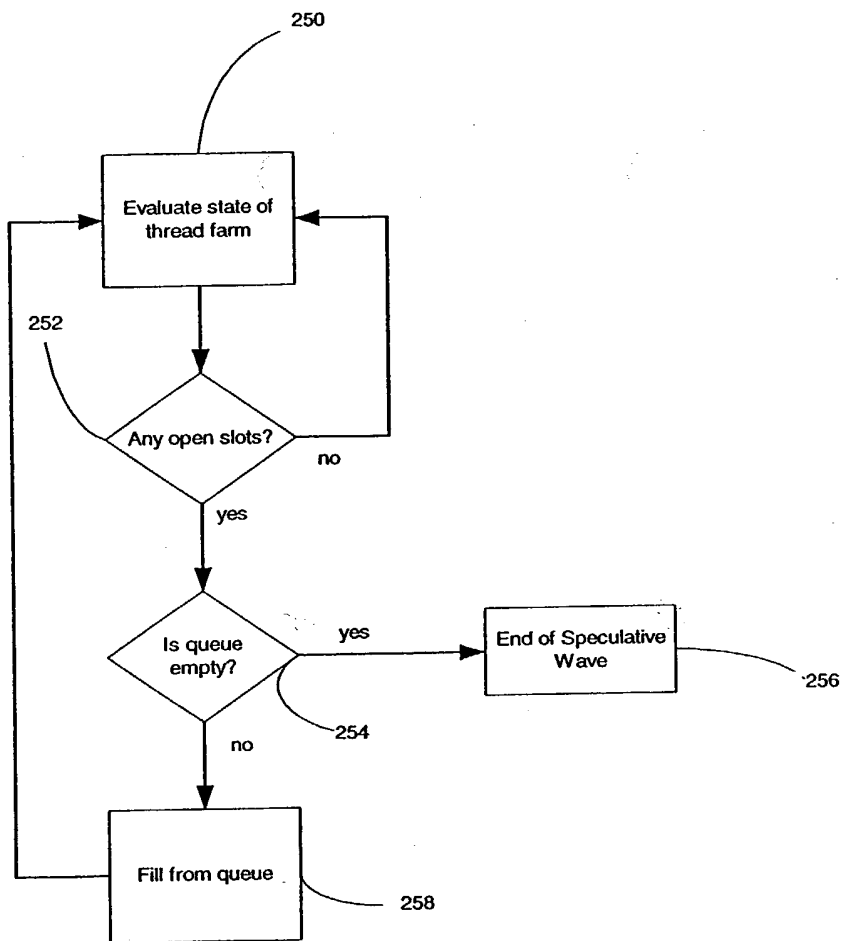 250
Evaluate state of
thread farm
252
Any open slots?
no
yes
Is queue
empty?
yes
End of Speculative
Wave
256
254
no
Fill from queue
258